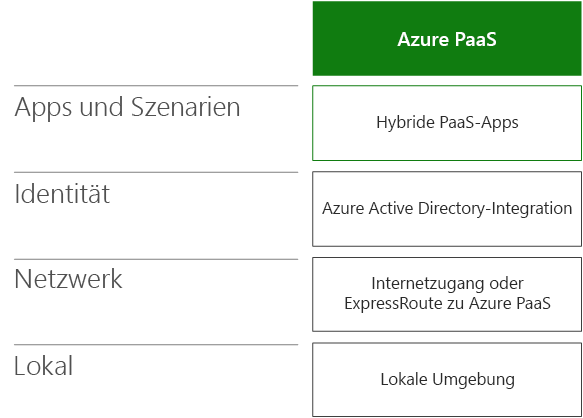 Azure PaaS
Apps und Szenarien
Hybride PaaS-Apps
Identität
Azure Active Directory-Integration
Netzwerk
Internetzugang oder
ExpressRoute zu Azure PaaS
Lokal
Lokale Umgebung